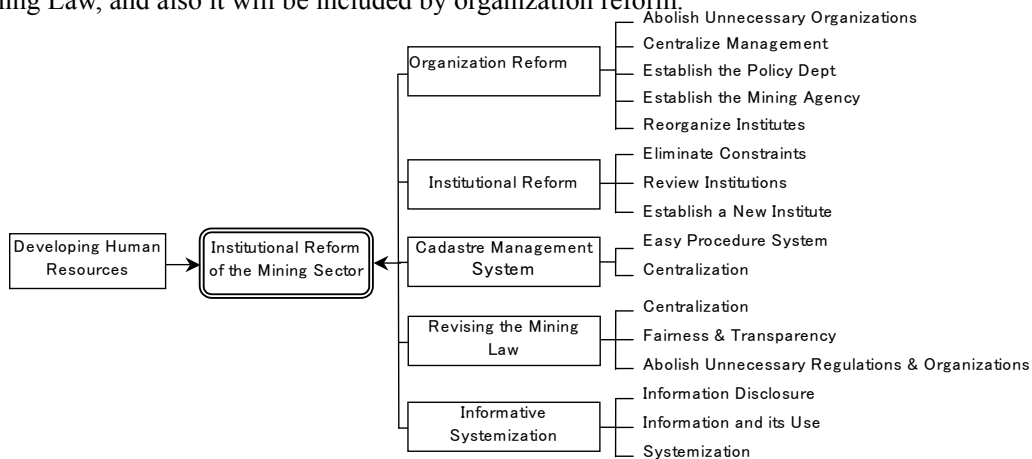 ning Law, and also it will be included by organization reform.
Abolish Unnecessary Organizations
Centralize Management
Organization Reform
Establish the Policy Dept
Establish the Mining Agency
Reorganize Institutes
Eliminate Constraints
Institutional Reform
Review Institutions
Establish a New Institute
Developing Human
Resources
Institutional Reform
of the Mining Sector
Cadastre Management
System
Easy Procedure System
Centralization
Revising the Mining
Law
Centralization
Fairness & Transparency
Abolish Unnecessary Regulations & Organizations
Informative
Systemization
Information Disclosure
Information and its Use
Systemization